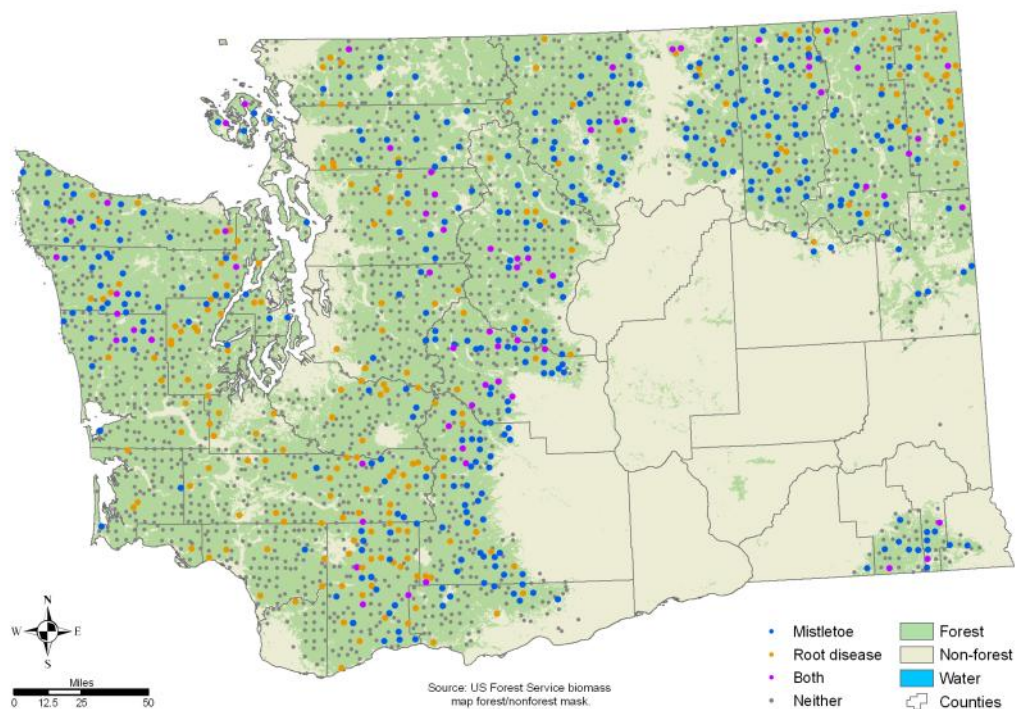 N
W E
S
Miles
0 12.5 25 50
Source: US Forest Service biomass
map forest/nonforest mask.
Mistletoe
Root disease
Both
Neither
Forest
Non-forest
Water
Counties